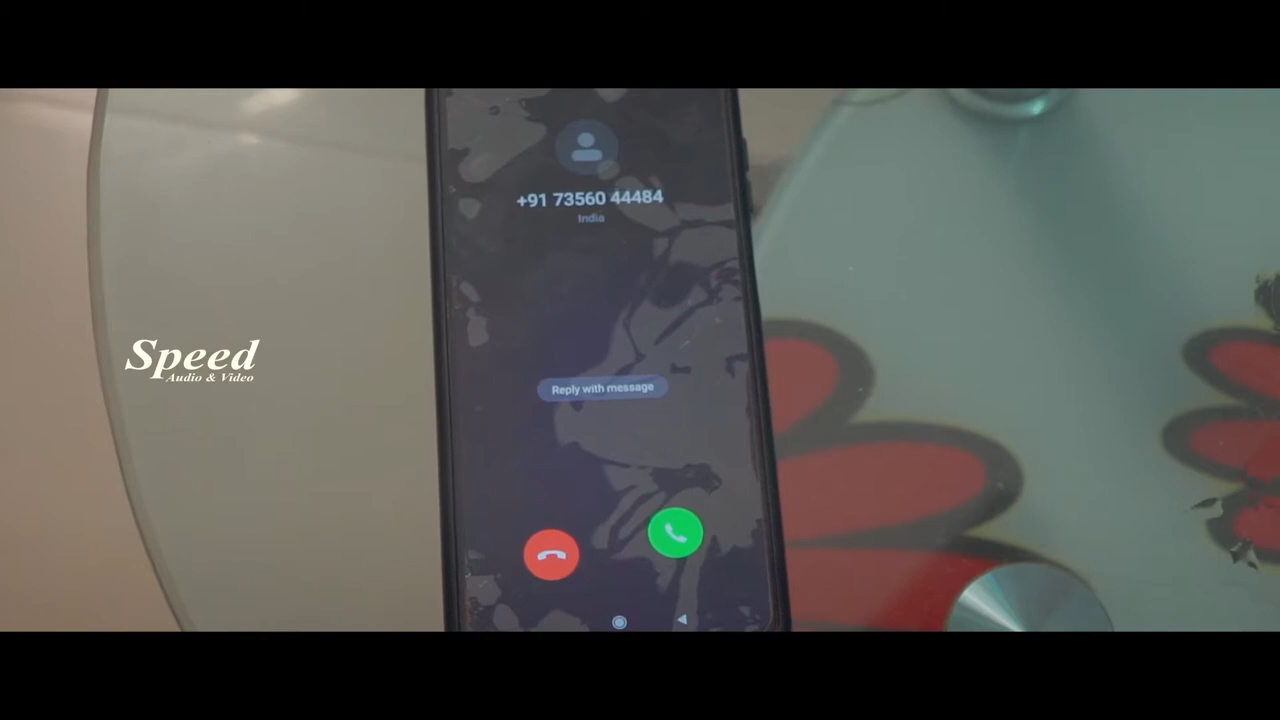 +91 73560 44484
India
Speed
Audio & Video
Reply with message